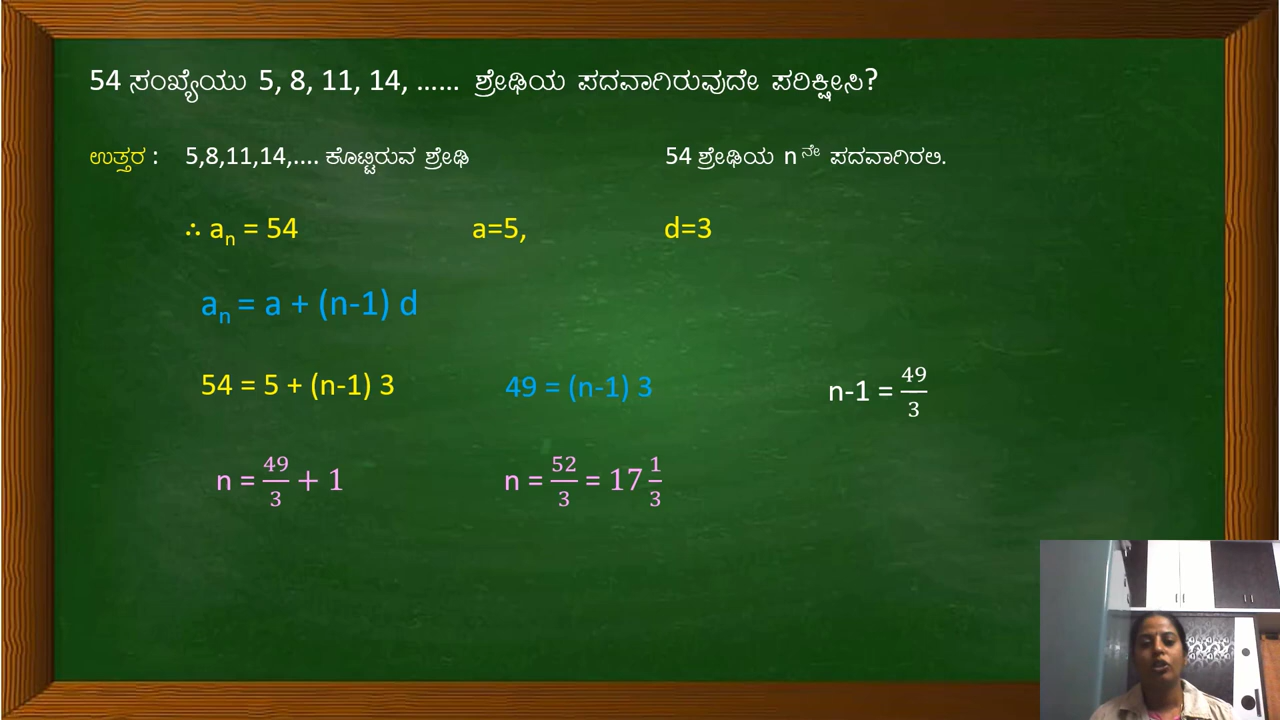 54 ಸಂಖ್ಯೆಯು 5, 8, 11, 14, ...... ಶ್ರೇಢಿಯ ಪದವಾಗಿರುವುದೇ ಪರಿಕ್ಷೀಸಿ?
ಉತ್ತರ : 5,8,11,14,.... ಕೊಟ್ಟಿರುವ ಶ್ರೇಢಿ 54 ಶ್ರೇಢಿಯ n ನೇ ಪದವಾಗಿರಲಿ.
∴ aₙ = 54 a=5, d=3
aₙ = a + (n-1) d
54 = 5 + (n-1) 3 49 = (n-1) 3 n-1 = 49/3
n = 49/3 + 1 n = 52/3 = 17 1/3